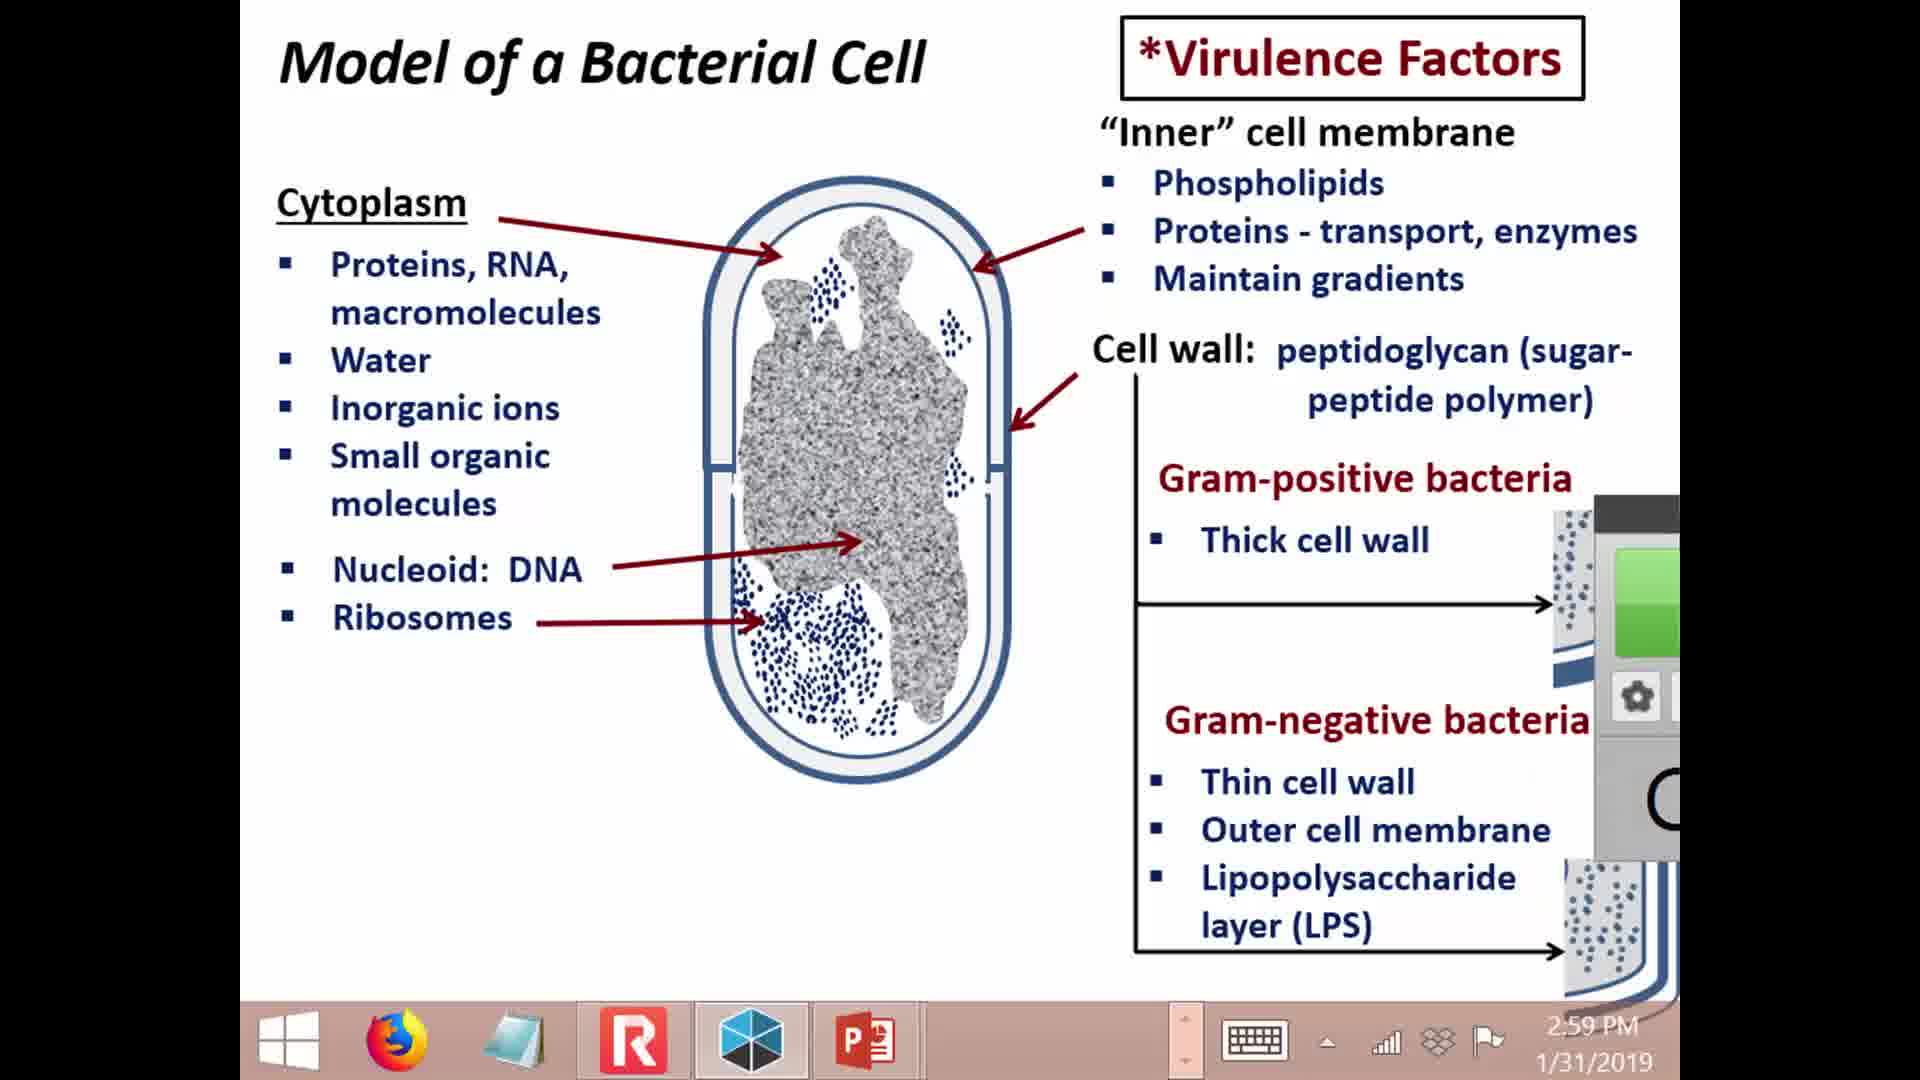 Model of a Bacterial Cell
*Virulence Factors
Cytoplasm
▪ Proteins, RNA,
macromolecules
▪ Water
▪ Inorganic ions
▪ Small organic
molecules
▪ Nucleoid: DNA
▪ Ribosomes
“Inner” cell membrane
▪ Phospholipids
▪ Proteins - transport, enzymes
▪ Maintain gradients
Cell wall: peptidoglycan (sugar-
peptide polymer)
Gram-positive bacteria
▪ Thick cell wall
Gram-negative bacteria
▪ Thin cell wall
▪ Outer cell membrane
▪ Lipopolysaccharide
layer (LPS)
2:59 PM
1/31/2019